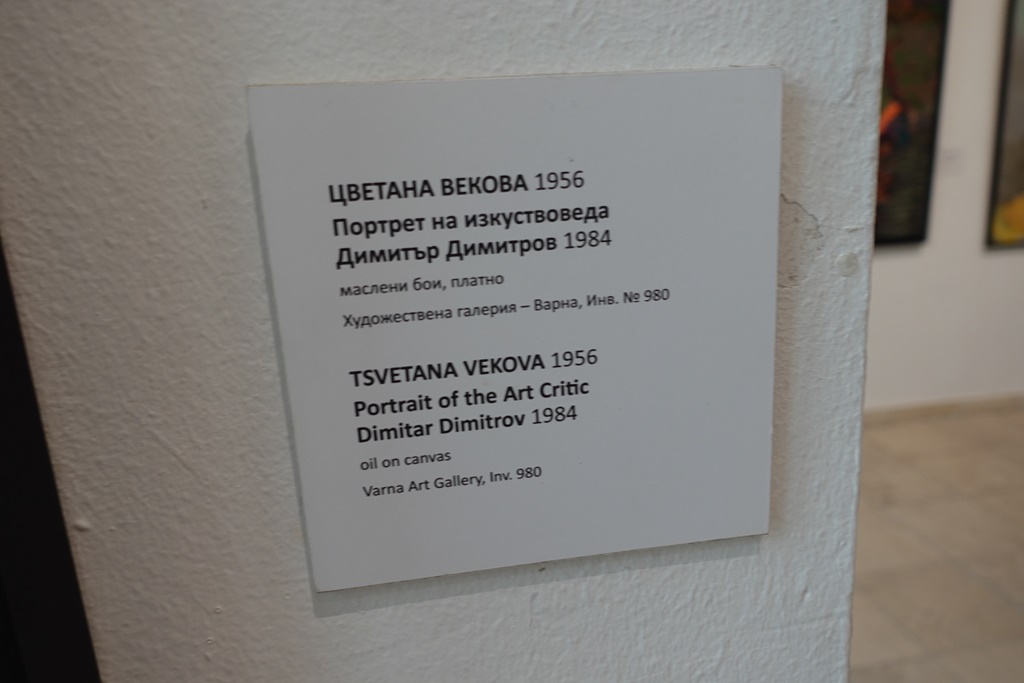 ЦВЕТАНА ВЕКОВА 1956
Портрет на изкуствоведа
Димитър Димитров 1984
маслени бои, платно
Художествена галерия – Варна, Инв. № 980
TSVETANA VEKOVA 1956
Portrait of the Art Critic
Dimitar Dimitrov 1984
oil on canvas
Varna Art Gallery, Inv. 980